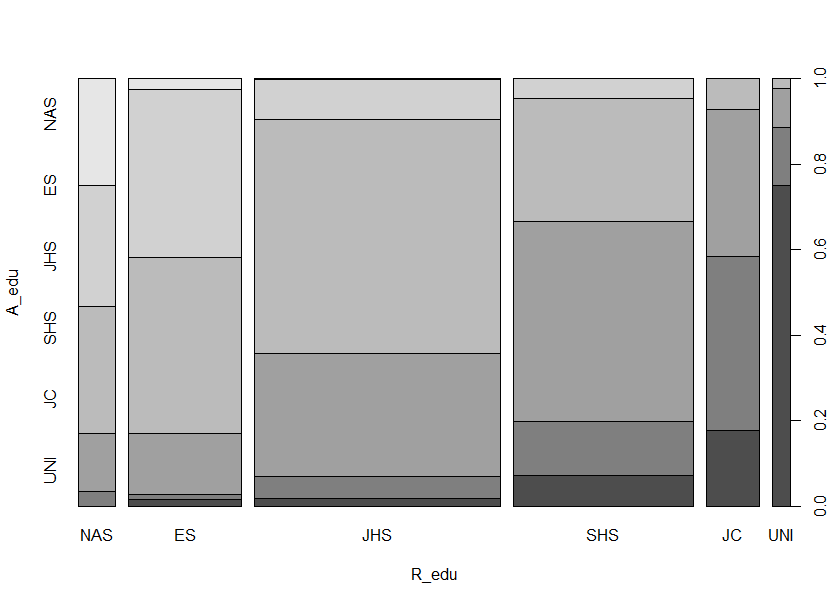 A_edu
NAS
ES
JHS
SHS
JC
UNI
1.0
0.8
0.6
0.4
0.2
0.0
NAS ES JHS SHS JC UNI
R_edu